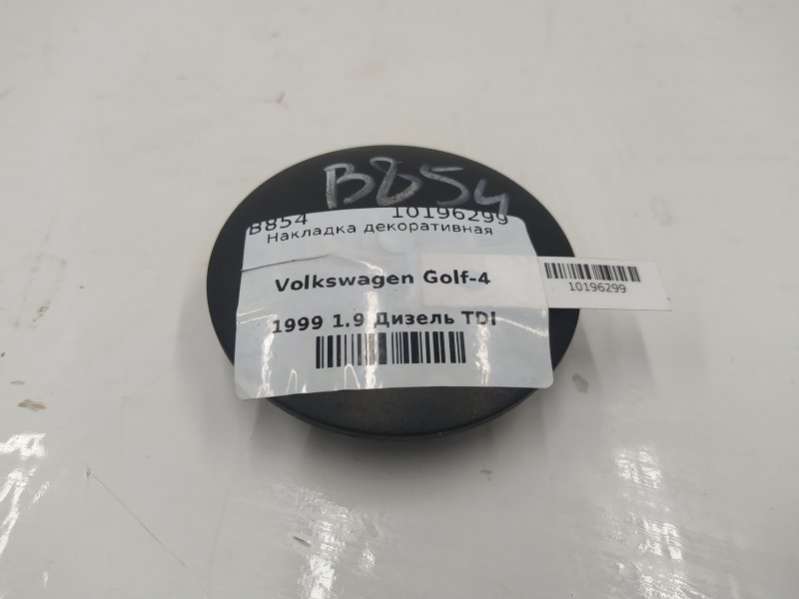 B854
B854 10196299
Накладка декоративная
Volkswagen Golf-4
1999 1.9 Дизель TDI
10196299